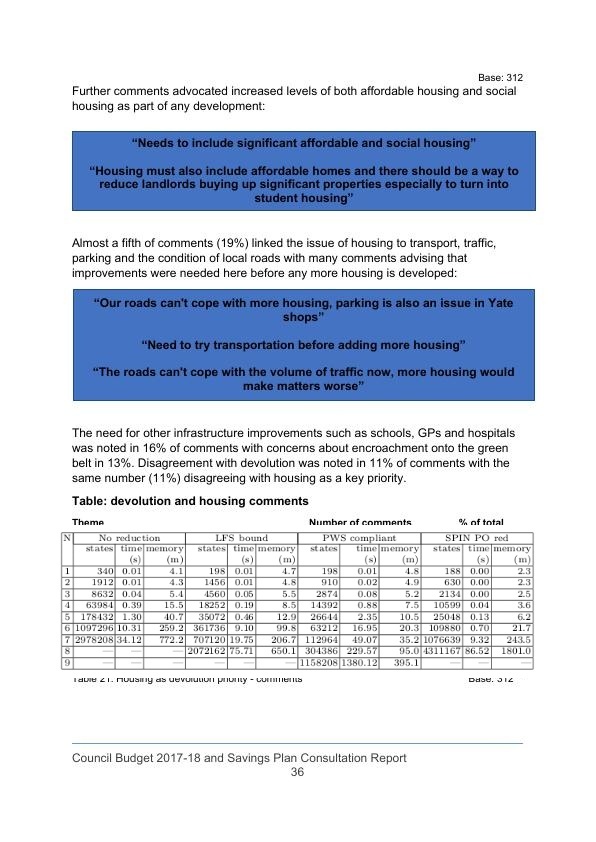 Base: 312
Further comments advocated increased levels of both affordable housing and social
housing as part of any development:
“Needs to include significant affordable and social housing”
“Housing must also include affordable homes and there should be a way to
reduce landlords buying up significant properties especially to turn into
student housing”
Almost a fifth of comments (19%) linked the issue of housing to transport, traffic,
parking and the condition of local roads with many comments advising that
improvements were needed here before any more housing is developed:
“Our roads can't cope with more housing, parking is also an issue in Yate
shops”
“Need to try transportation before adding more housing”
“The roads can't cope with the volume of traffic now, more housing would
make matters worse”
The need for other infrastructure improvements such as schools, GPs and hospitals
was noted in 16% of comments with concerns about encroachment onto the green
belt in 13%. Disagreement with devolution was noted in 11% of comments with the
same number (11%) disagreeing with housing as a key priority.
Table: devolution and housing comments
Theme Number of comments % of total
N No reduction LFS bound PWS compliant SPIN PO red
states time memory states time memory states time memory states time memory
(s) (m) (s) (m) (s) (m) (s) (m)
1 340 0.01 4.1 198 0.01 4.7 198 0.01 4.8 188 0.00 2.3
2 1912 0.01 4.3 1456 0.01 4.8 910 0.02 4.9 630 0.00 2.3
3 8632 0.04 5.4 4560 0.05 5.5 2874 0.08 5.2 2134 0.00 2.5
4 63984 0.39 15.5 18252 0.19 8.5 14392 0.88 7.5 10599 0.04 3.6
5 178432 1.30 40.7 35072 0.46 12.9 26644 2.35 10.5 25048 0.13 6.2
6 1097296 10.31 259.2 361736 9.10 99.8 63212 16.95 20.3 109880 0.70 21.7
7 2978208 34.12 772.2 707120 19.75 206.7 112964 49.07 35.2 1076639 9.32 243.5
8 — — — 2072162 75.71 650.1 304386 229.57 95.0 4311167 86.52 1801.0
9 — — — — — — 1158208 1380.12 395.1 — — —
Table 21: Housing as devolution priority - comments Base: 312
Council Budget 2017-18 and Savings Plan Consultation Report
36